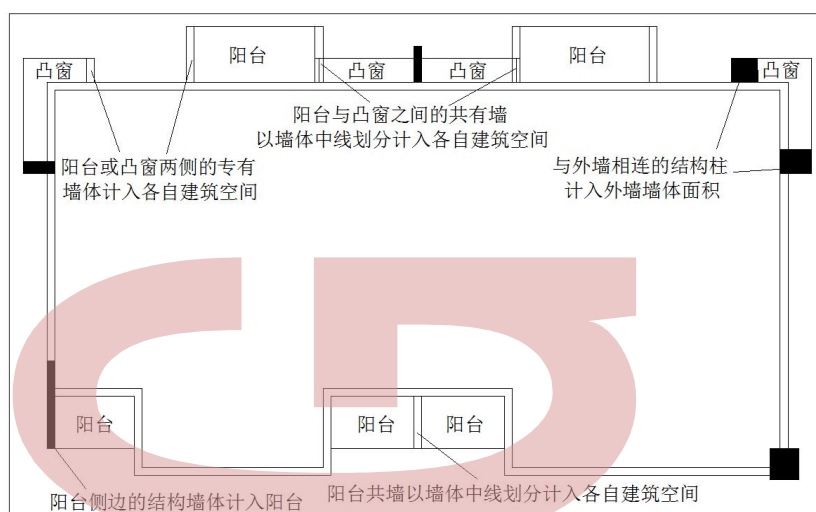 阳台
阳台
凸窗
凸窗
凸窗
凸窗
阳台与凸窗之间的共有墙
以墙体中线划分计入各自建筑空间
阳台或凸窗两侧的专有
墙体计入各自建筑空间
与外墙相连的结构柱
计入外墙墙体面积
阳台
阳台
阳台
阳台侧边的结构墙体计入阳台
阳台共墙以墙体中线划分计入各自建筑空间